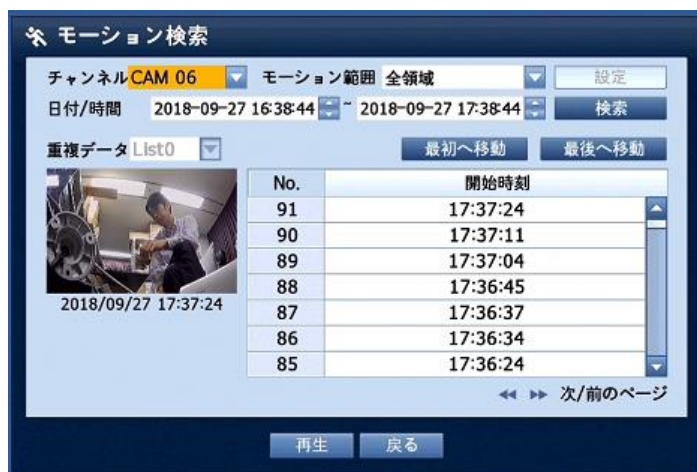 モーション検索
チャンネル CAM 06 モーション範囲 全領域 設定
日付/時間 2018-09-27 16:38:44 ~ 2018-09-27 17:38:44 検索
重複データ List0 最初へ移動 最後へ移動
No. 開始時刻
91 17:37:24
90 17:37:11
89 17:37:04
88 17:36:45
87 17:36:37
86 17:36:34
85 17:36:24
2018/09/27 17:37:24
次/前のページ
再生 戻る